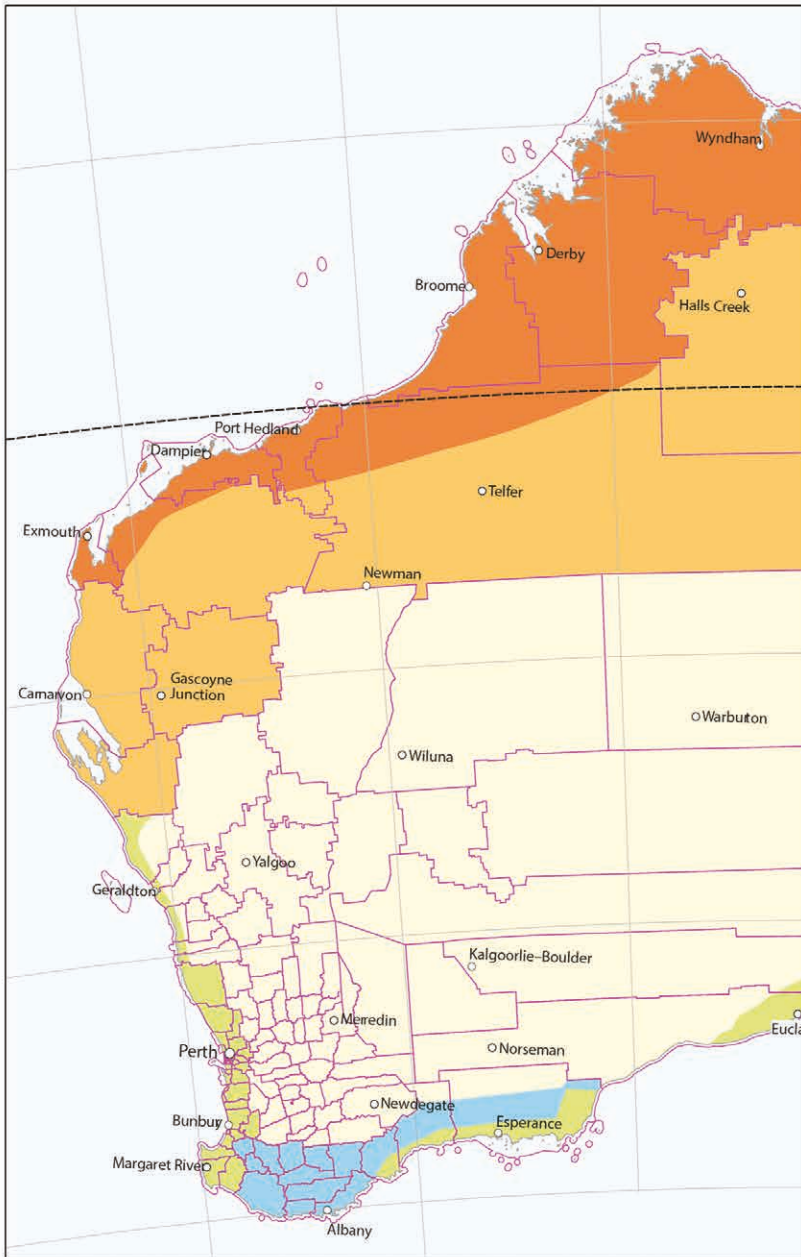 Wyndham
Derby
Broome
Halls Creek
Port Hedland
Dampier
Telfer
Exmouth
Newman
Gascoyne
Junction
Carnarvon
Warburton
Wiluna
Yalgoo
Geraldton
Kalgoorlie–Boulder
Merredin
Eucla
Perth
Norseman
Newdegate
Bunbury
Esperance
Margaret River
Albany